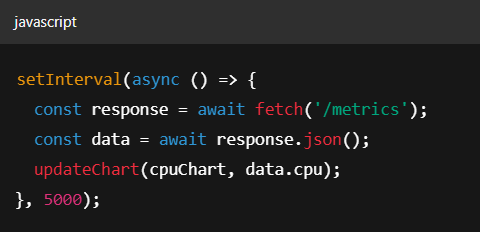 javascript
setInterval(async () => {
  const response = await fetch('/metrics');
  const data = await response.json();
  updateChart(cpuChart, data.cpu);
}, 5000);